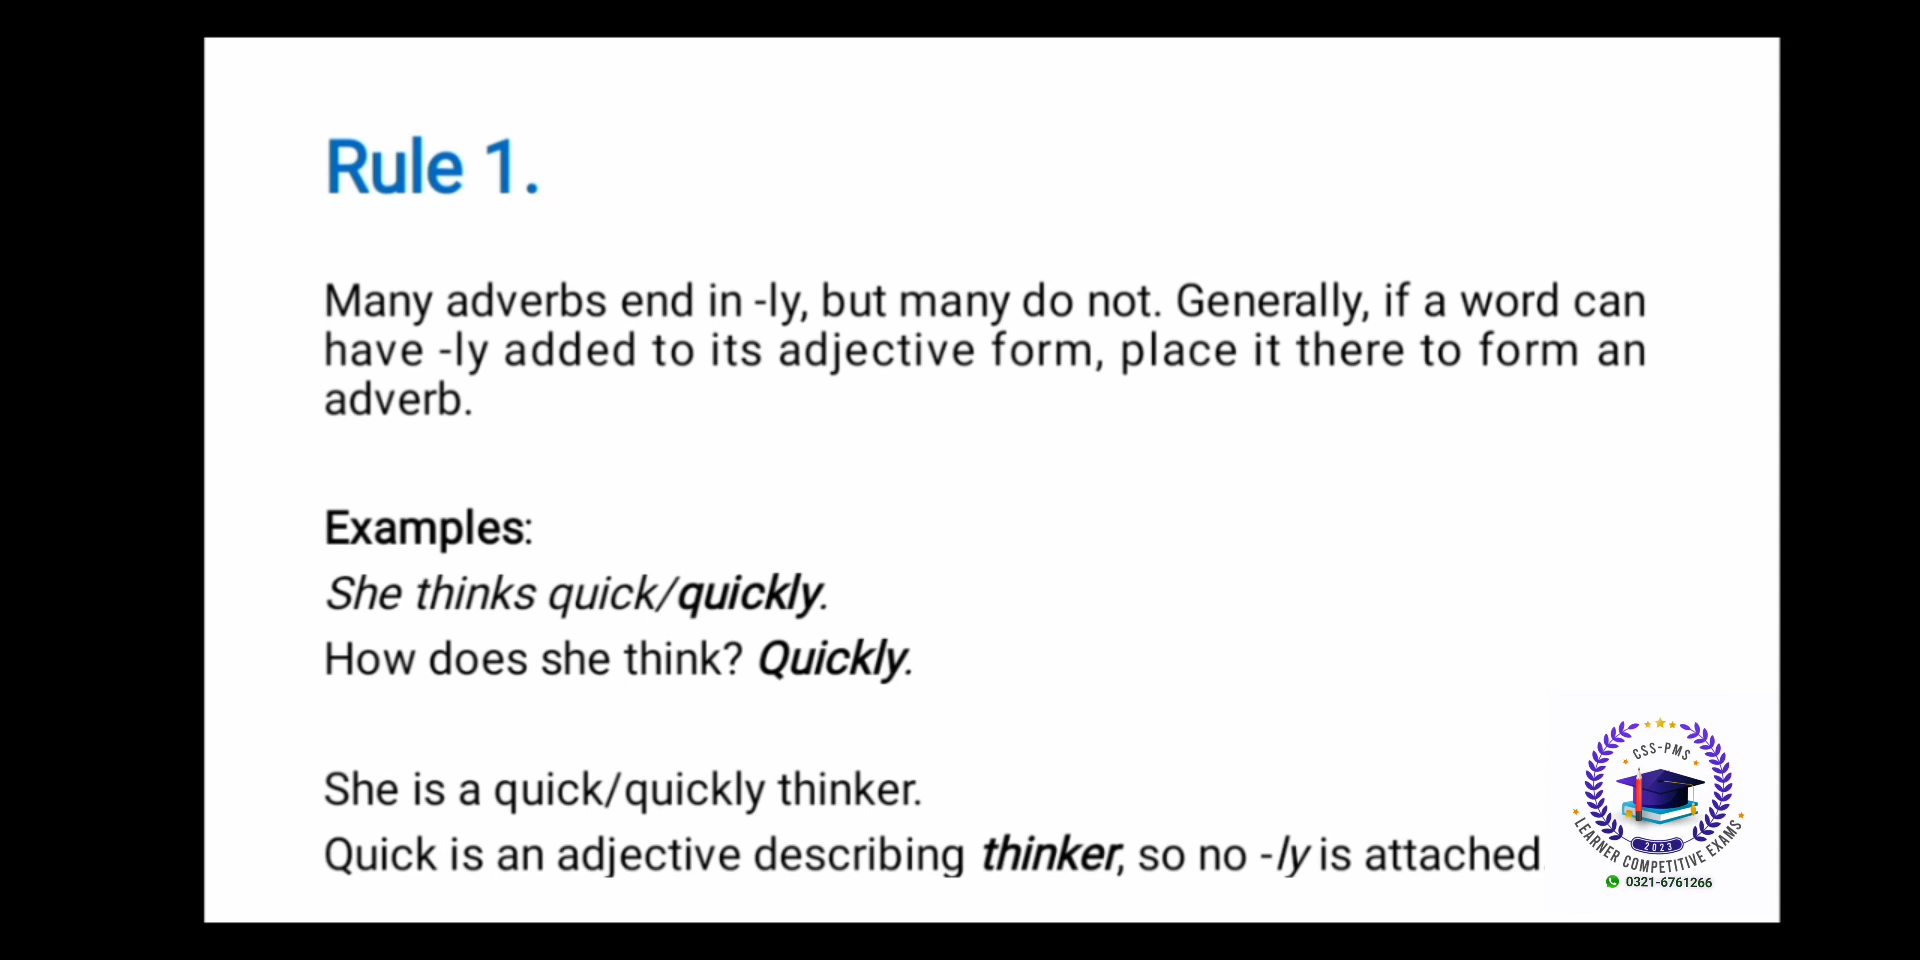 Rule 1.
Many adverbs end in -ly, but many do not. Generally, if a word can
have -ly added to its adjective form, place it there to form an
adverb.
Examples:
She thinks quick/quickly.
How does she think? Quickly.
She is a quick/quickly thinker.
Quick is an adjective describing thinker, so no -ly is attached.
CSS-PMS
2023
LEARNER COMPETITIVE EXAMS
0321-6761266